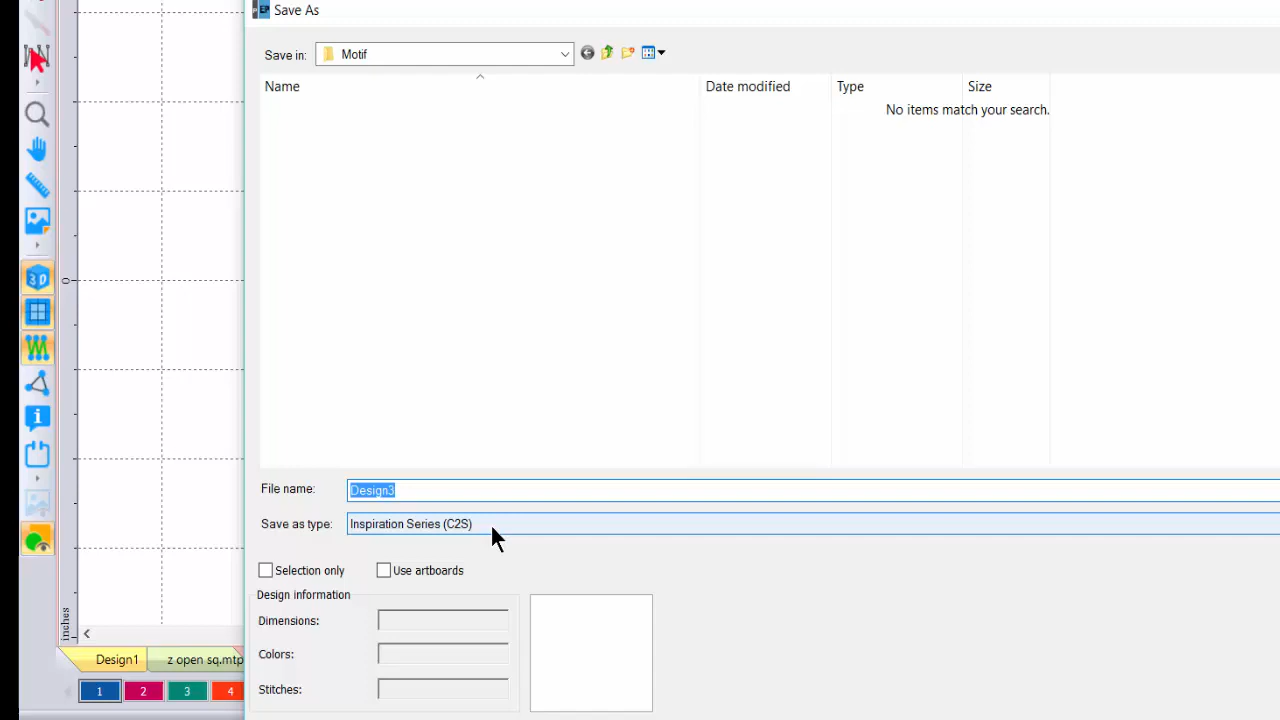 Save As
Save in: Motif
Name Date modified Type Size
No items match your search.
3D
0
File name: Design3
Save as type: Inspiration Series (C2S)
Selection only Use artboards
Design information
Dimensions:
Colors:
Stitches:
inches
Design1 z open sq.mtp
1 2 3 4